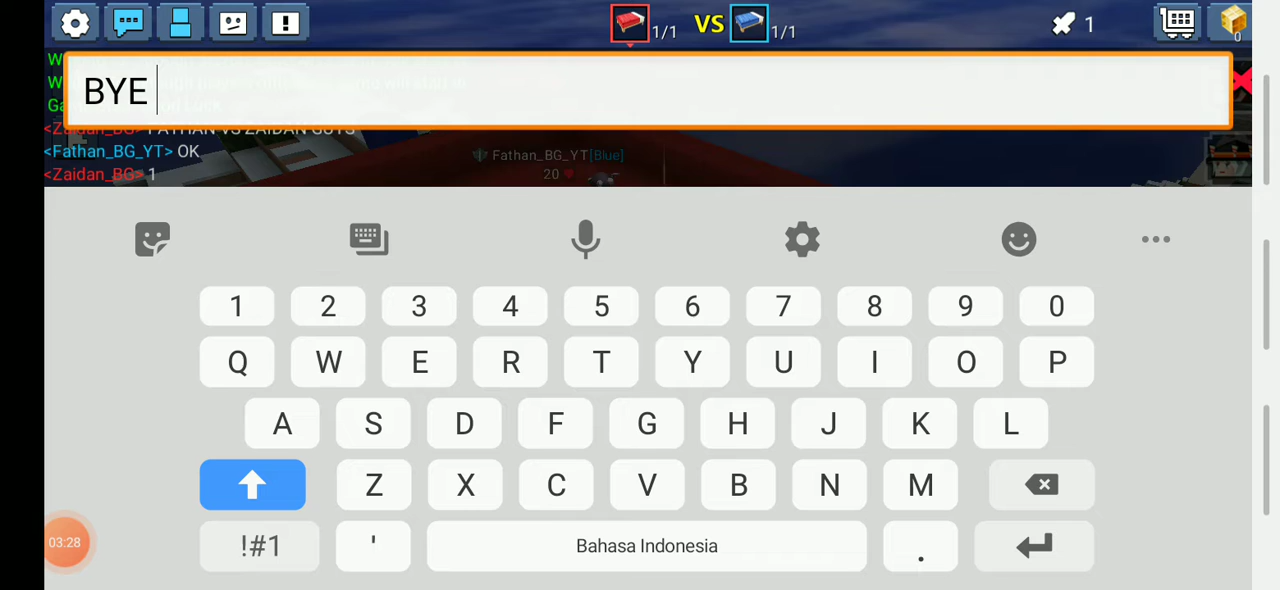 1/1 VS 1/1
1
0
BYE
<Zaidan_BG> FATHAN VS ZAIDAN GUYS
<Fathan_BG_YT> OK
<Zaidan_BG> 1
Fathan_BG_YT[Blue]
20
1 2 3 4 5 6 7 8 9 0
Q W E R T Y U I O P
A S D F G H J K L
Z X C V B N M
!#1 ' Bahasa Indonesia .
03:28